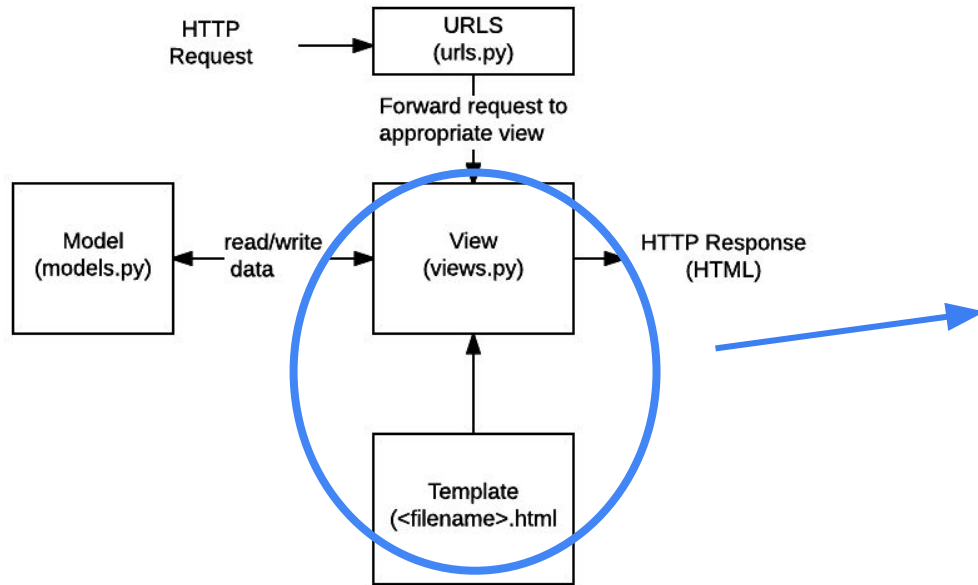 HTTP
Request
URLS
(urls.py)
Forward request to
appropriate view
Model
(models.py)
read/write
data
View
(views.py)
HTTP Response
(HTML)
Template
(<filename>.html